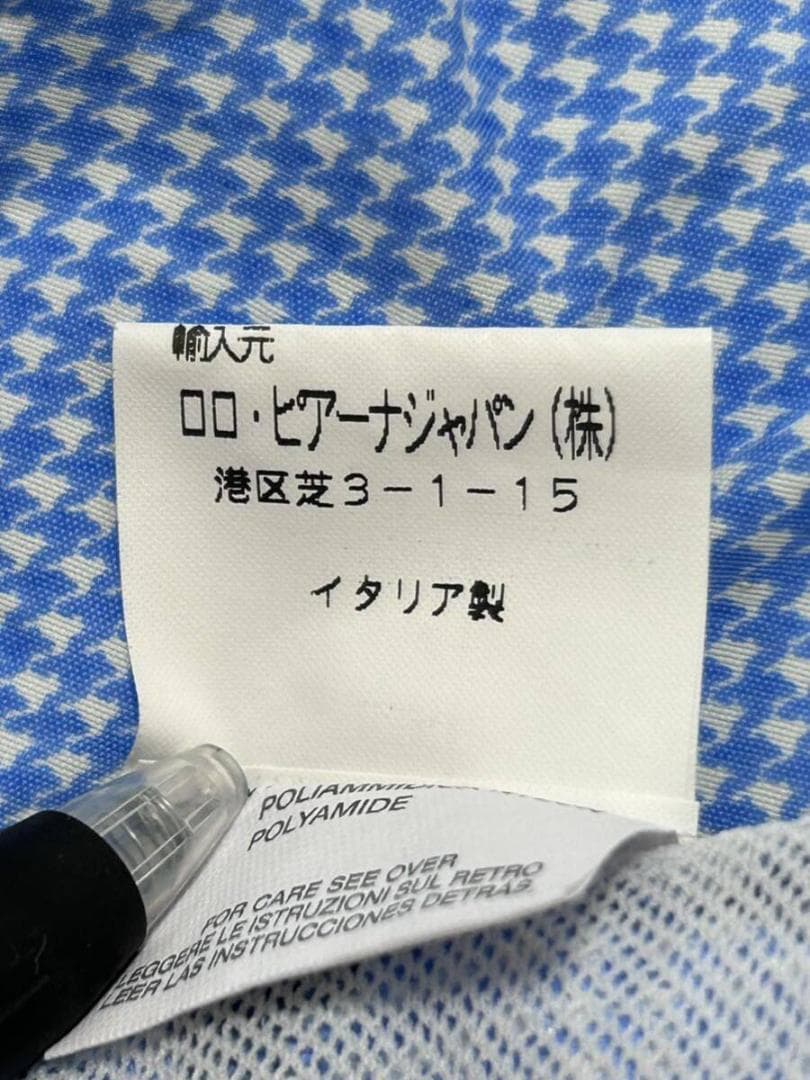 輸入元
ロロ・ピアーナジャパン(株)
港区芝3-1-15
イタリア製
POLYAMIDE
FOR CARE SEE OVER
LEGGERE LE ISTRUZIONI SUL RETRO
LEER LAS INSTRUCCIONES DETRÁS.